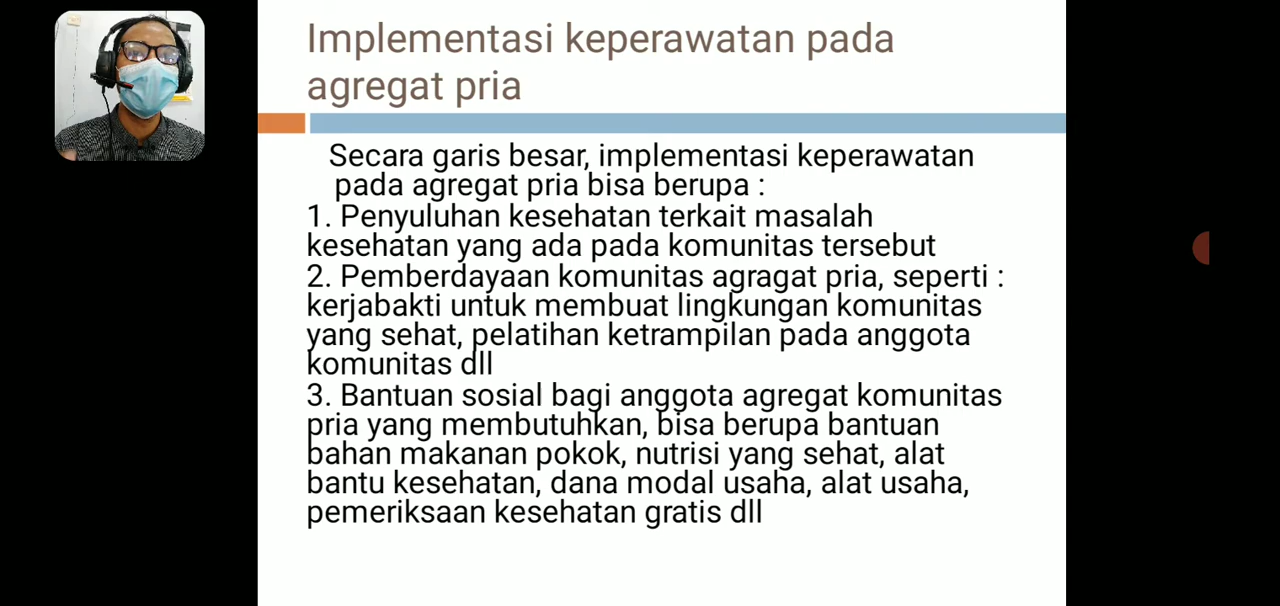 Implementasi keperawatan pada
agregat pria
Secara garis besar, implementasi keperawatan
pada agregat pria bisa berupa :
1. Penyuluhan kesehatan terkait masalah
kesehatan yang ada pada komunitas tersebut
2. Pemberdayaan komunitas agragat pria, seperti :
kerjabakti untuk membuat lingkungan komunitas
yang sehat, pelatihan ketrampilan pada anggota
komunitas dll
3. Bantuan sosial bagi anggota agregat komunitas
pria yang membutuhkan, bisa berupa bantuan
bahan makanan pokok, nutrisi yang sehat, alat
bantu kesehatan, dana modal usaha, alat usaha,
pemeriksaan kesehatan gratis dll